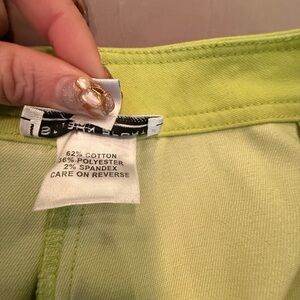 62% COTTON
36% POLYESTER
2% SPANDEX
CARE ON REVERSE